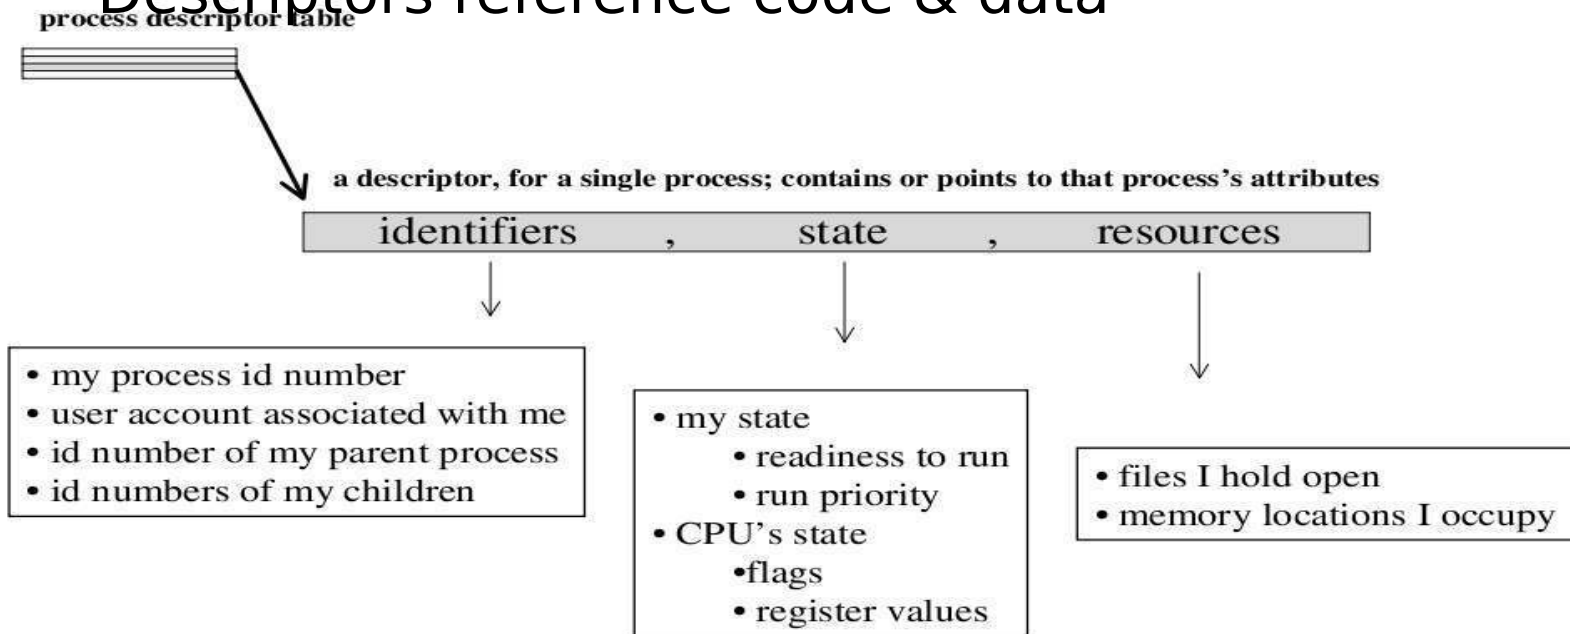 Descriptors reference code & data
process descriptor table
a descriptor, for a single process; contains or points to that process's attributes
identifiers , state , resources
• my process id number
• user account associated with me
• id number of my parent process
• id numbers of my children
• my state
• readiness to run
• run priority
• CPU's state
•flags
• register values
• files I hold open
• memory locations I occupy